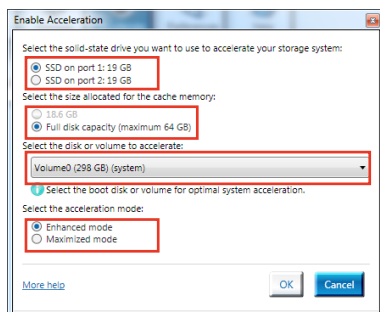 Enable Acceleration
Select the solid-state drive you want to use to accelerate your storage system:
SSD on port 1: 19 GB
SSD on port 2: 19 GB
Select the size allocated for the cache memory:
18.6 GB
Full disk capacity (maximum 64 GB)
Select the disk or volume to accelerate:
Volume0 (298 GB) (system)
Select the boot disk or volume for optimal system acceleration.
Select the acceleration mode:
Enhanced mode
Maximized mode
More help OK Cancel